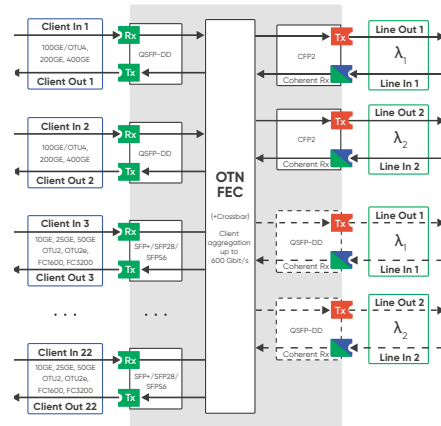 Client In 1
100GE/OTU4,
200GE, 400GE
Client Out 1
Rx
QSFP-DD
Tx
Client In 2
100GE/OTU4,
200GE, 400GE
Client Out 2
Rx
QSFP-DD
Tx
Client In 3
10GE, 25GE, 50GE
OTU2, OTU2e,
FC1600, FC3200
Client Out 3
Rx
SFP+/SFP28/
SFP56
Tx
. . .
. . .
Client In 22
10GE, 25GE, 50GE
OTU2, OTU2e,
FC1600, FC3200
Client Out 22
Rx
SFP+/SFP28/
SFP56
Tx
OTN
FEC
(+Crossbar)
Client
aggregation
up to
600 Gbit/s
Tx
CFP2
Coherent Rx
Line Out 1
λ1
Line In 1
Tx
CFP2
Coherent Rx
Line Out 2
λ2
Line In 2
Tx
QSFP-DD
Coherent Rx
Line Out 1
λ1
Line In 1
Tx
QSFP-DD
Coherent Rx
Line Out 2
λ2
Line In 2